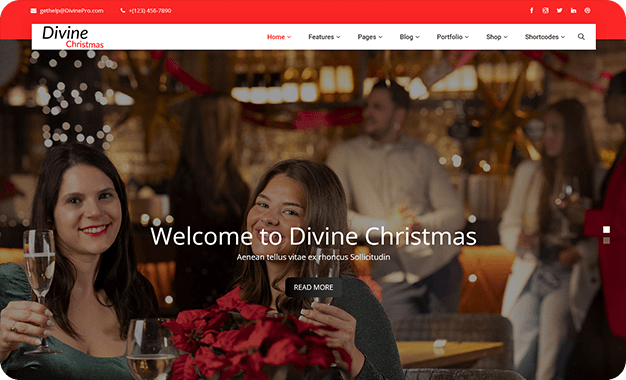 gethelp@DivinePro.com +(123) 456-7890
Divine
Christmas
Home Features Pages Blog Portfolio Shop Shortcodes
Welcome to Divine Christmas
Aenean tellus vitae ex rhoncus Sollicitudin
READ MORE